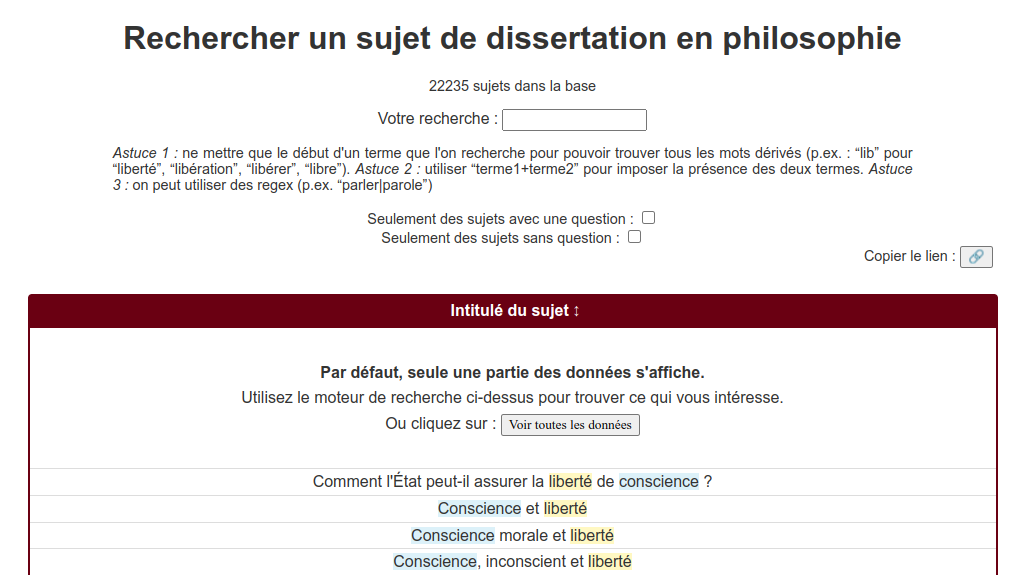 Rechercher un sujet de dissertation en philosophie
22235 sujets dans la base
Votre recherche :
Astuce 1 : ne mettre que le début d'un terme que l'on recherche pour pouvoir trouver tous les mots dérivés (p.ex. : “lib” pour
“liberté”, “libération”, “libérer”, “libre”). Astuce 2 : utiliser “terme1+terme2” pour imposer la présence des deux termes. Astuce
3 : on peut utiliser des regex (p.ex. “parler|parole”)
Seulement des sujets avec une question :
Seulement des sujets sans question :
Copier le lien : 🔗
Intitulé du sujet ↕
Par défaut, seule une partie des données s'affiche.
Utilisez le moteur de recherche ci-dessus pour trouver ce qui vous intéresse.
Ou cliquez sur : Voir toutes les données
Comment l'État peut-il assurer la liberté de conscience ?
Conscience et liberté
Conscience morale et liberté
Conscience, inconscient et liberté